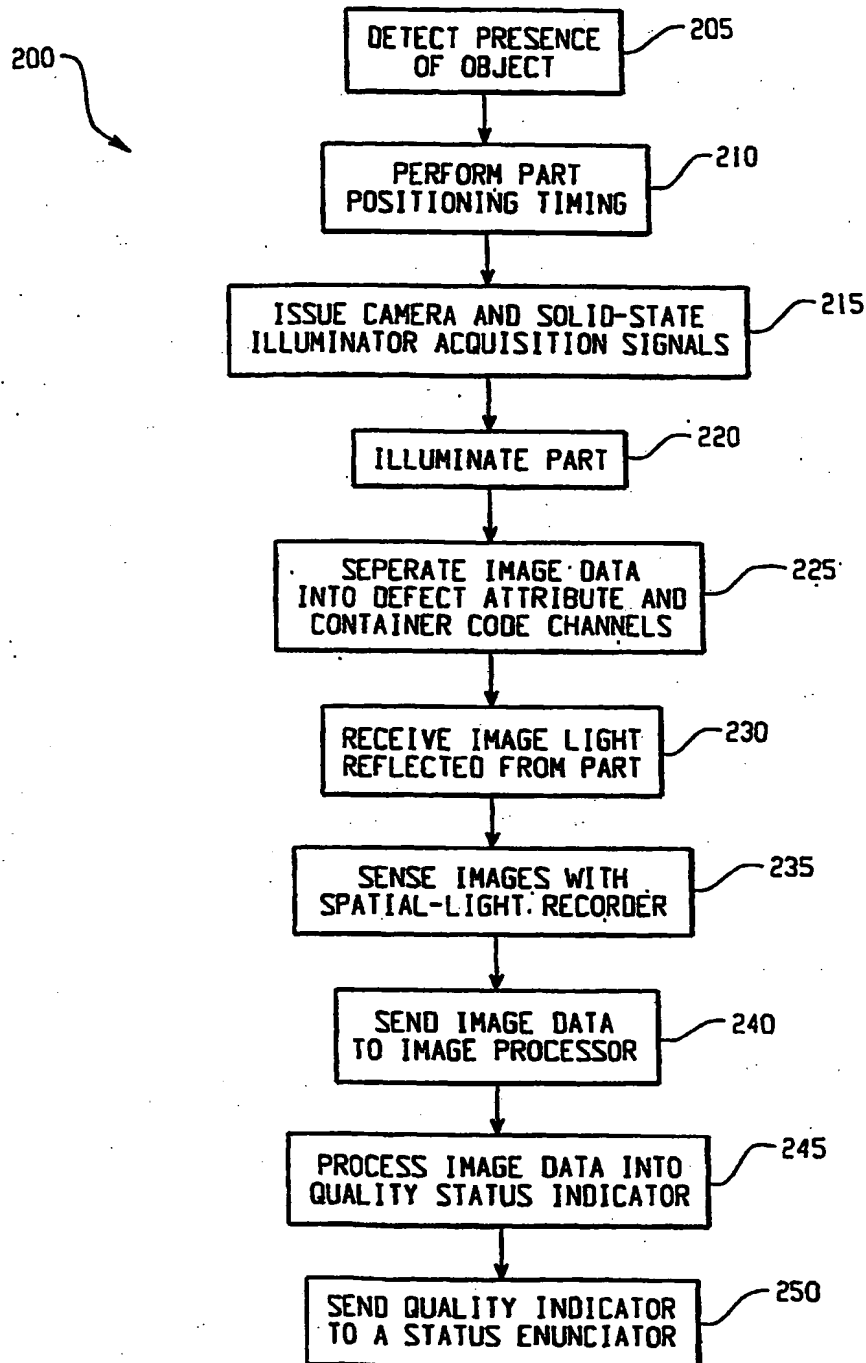 200
DETECT PRESENCE
OF OBJECT
205
PERFORM PART
POSITIONING TIMING
210
ISSUE CAMERA AND SOLID-STATE
ILLUMINATOR ACQUISITION SIGNALS
215
ILLUMINATE PART
220
SEPERATE IMAGE DATA
INTO DEFECT ATTRIBUTE AND
CONTAINER CODE CHANNELS
225
RECEIVE IMAGE LIGHT
REFLECTED FROM PART
230
SENSE IMAGES WITH
SPATIAL-LIGHT RECORDER
235
SEND IMAGE DATA
TO IMAGE PROCESSOR
240
PROCESS IMAGE DATA INTO
QUALITY STATUS INDICATOR
245
SEND QUALITY INDICATOR
TO A STATUS ENUNCIATOR
250